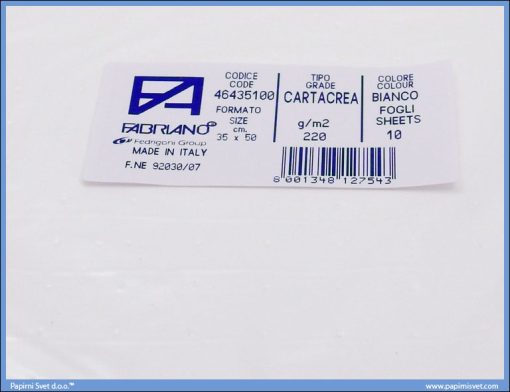 FA
FABRIANO®
Fedrigoni Group
MADE IN ITALY
F.NE 92030/07
CODICE
CODE
46435100
FORMATO
SIZE
cm.
35 x 50
TIPO
GRADE
CARTACREA
g/m2
220
COLORE
COLOUR
BIANCO
FOGLI
SHEETS
10
8 001348 127543
Papirni Svet d.o.o.™
www.papirnisvet.com